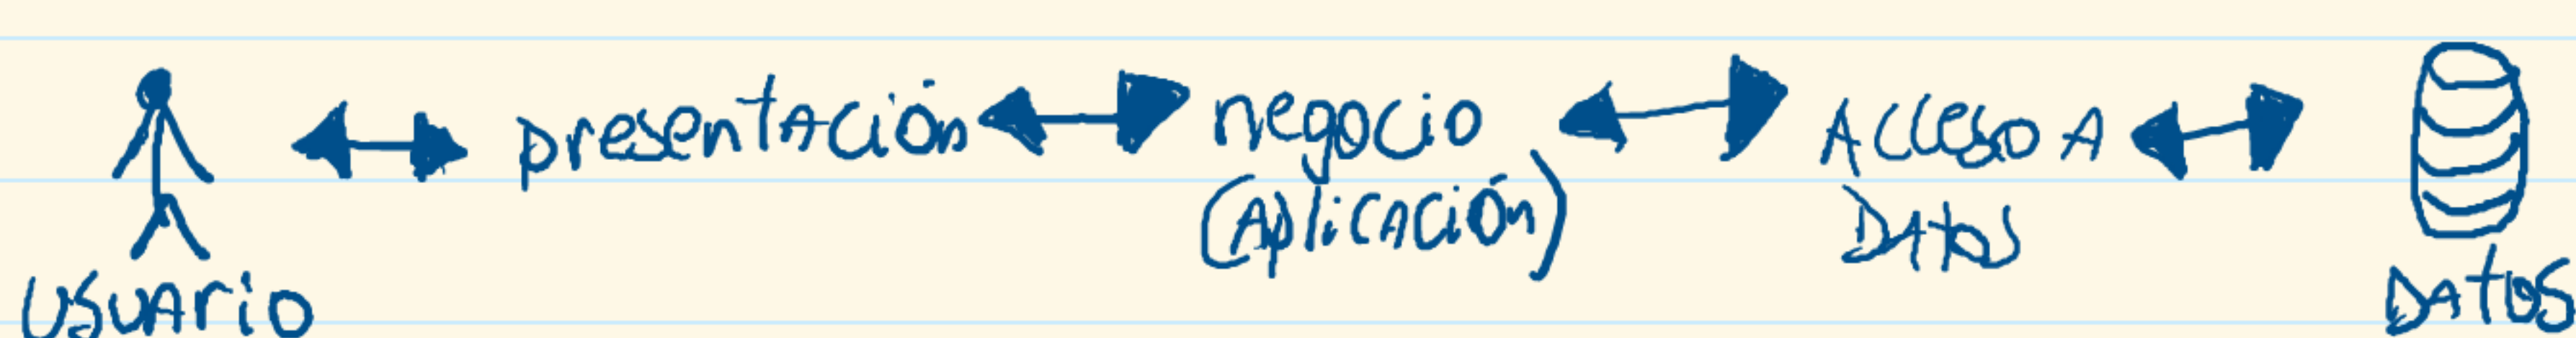 presentación
negocio
(Aplicación)
Acceso A
Datos
Usuario
Datos